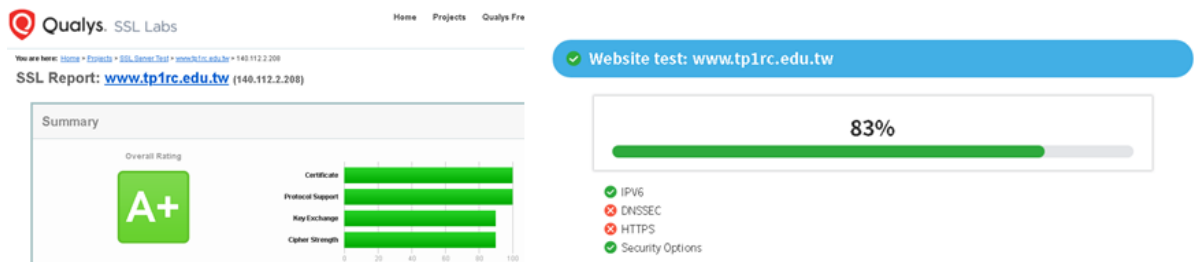 Qualys. SSL Labs
Home Projects Qualys Fre
You are here: Home > Projects > SSL Server Test > www.tp1rc.edu.tw > 140.112.2.208
SSL Report: www.tp1rc.edu.tw (140.112.2.208)
Summary
Overall Rating
A+
Certificate
Protocol Support
Key Exchange
Cipher Strength
0 20 40 60 80 100
Website test: www.tp1rc.edu.tw
83%
IPV6
DNSSEC
HTTPS
Security Options